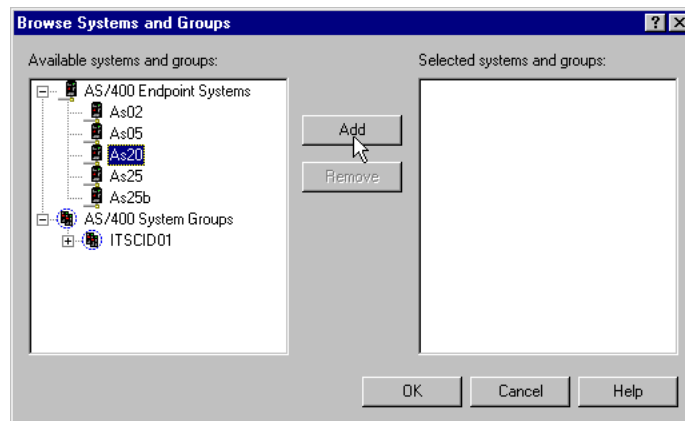 Browse Systems and Groups
Available systems and groups:
Selected systems and groups:
AS/400 Endpoint Systems
As02
As05
As20
As25
As25b
AS/400 System Groups
ITSCID01
Add
Remove
OK
Cancel
Help